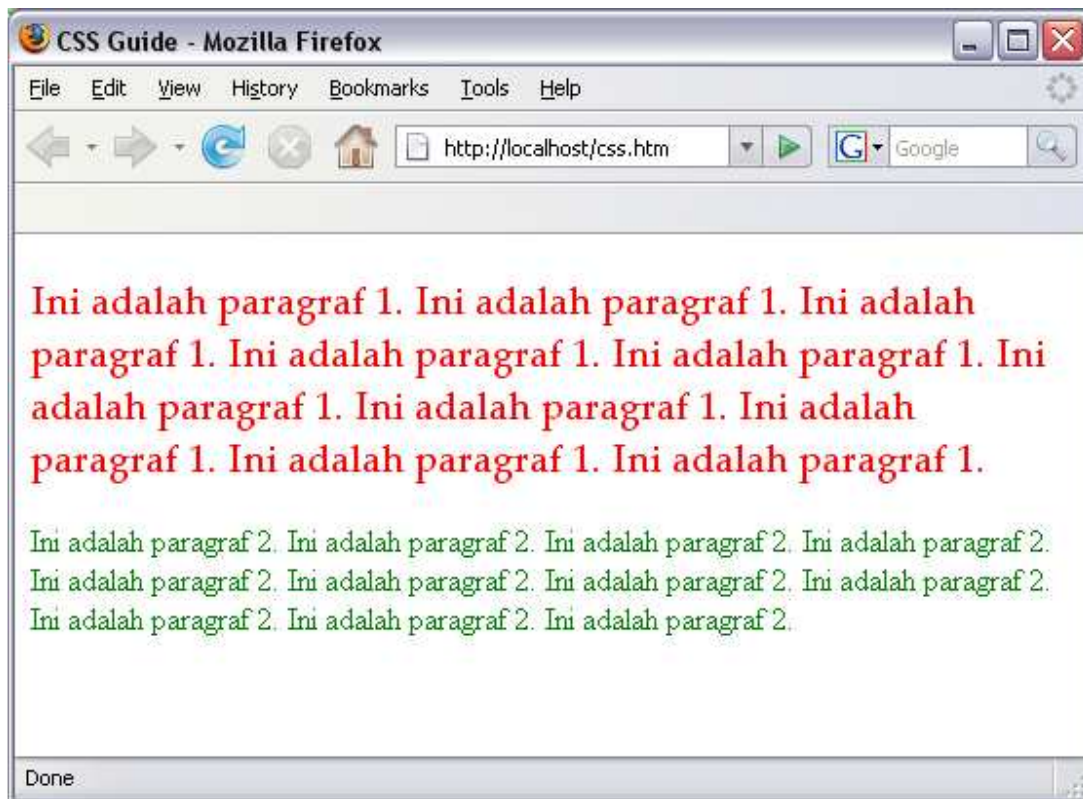 CSS Guide - Mozilla Firefox
File Edit View History Bookmarks Tools Help
http://localhost/css.htm G Google
Ini adalah paragraf 1. Ini adalah paragraf 1. Ini adalah
paragraf 1. Ini adalah paragraf 1. Ini adalah paragraf 1. Ini
adalah paragraf 1. Ini adalah paragraf 1. Ini adalah
paragraf 1. Ini adalah paragraf 1. Ini adalah paragraf 1.
Ini adalah paragraf 2. Ini adalah paragraf 2. Ini adalah paragraf 2. Ini adalah paragraf 2.
Ini adalah paragraf 2. Ini adalah paragraf 2. Ini adalah paragraf 2. Ini adalah paragraf 2.
Ini adalah paragraf 2. Ini adalah paragraf 2. Ini adalah paragraf 2.
Done